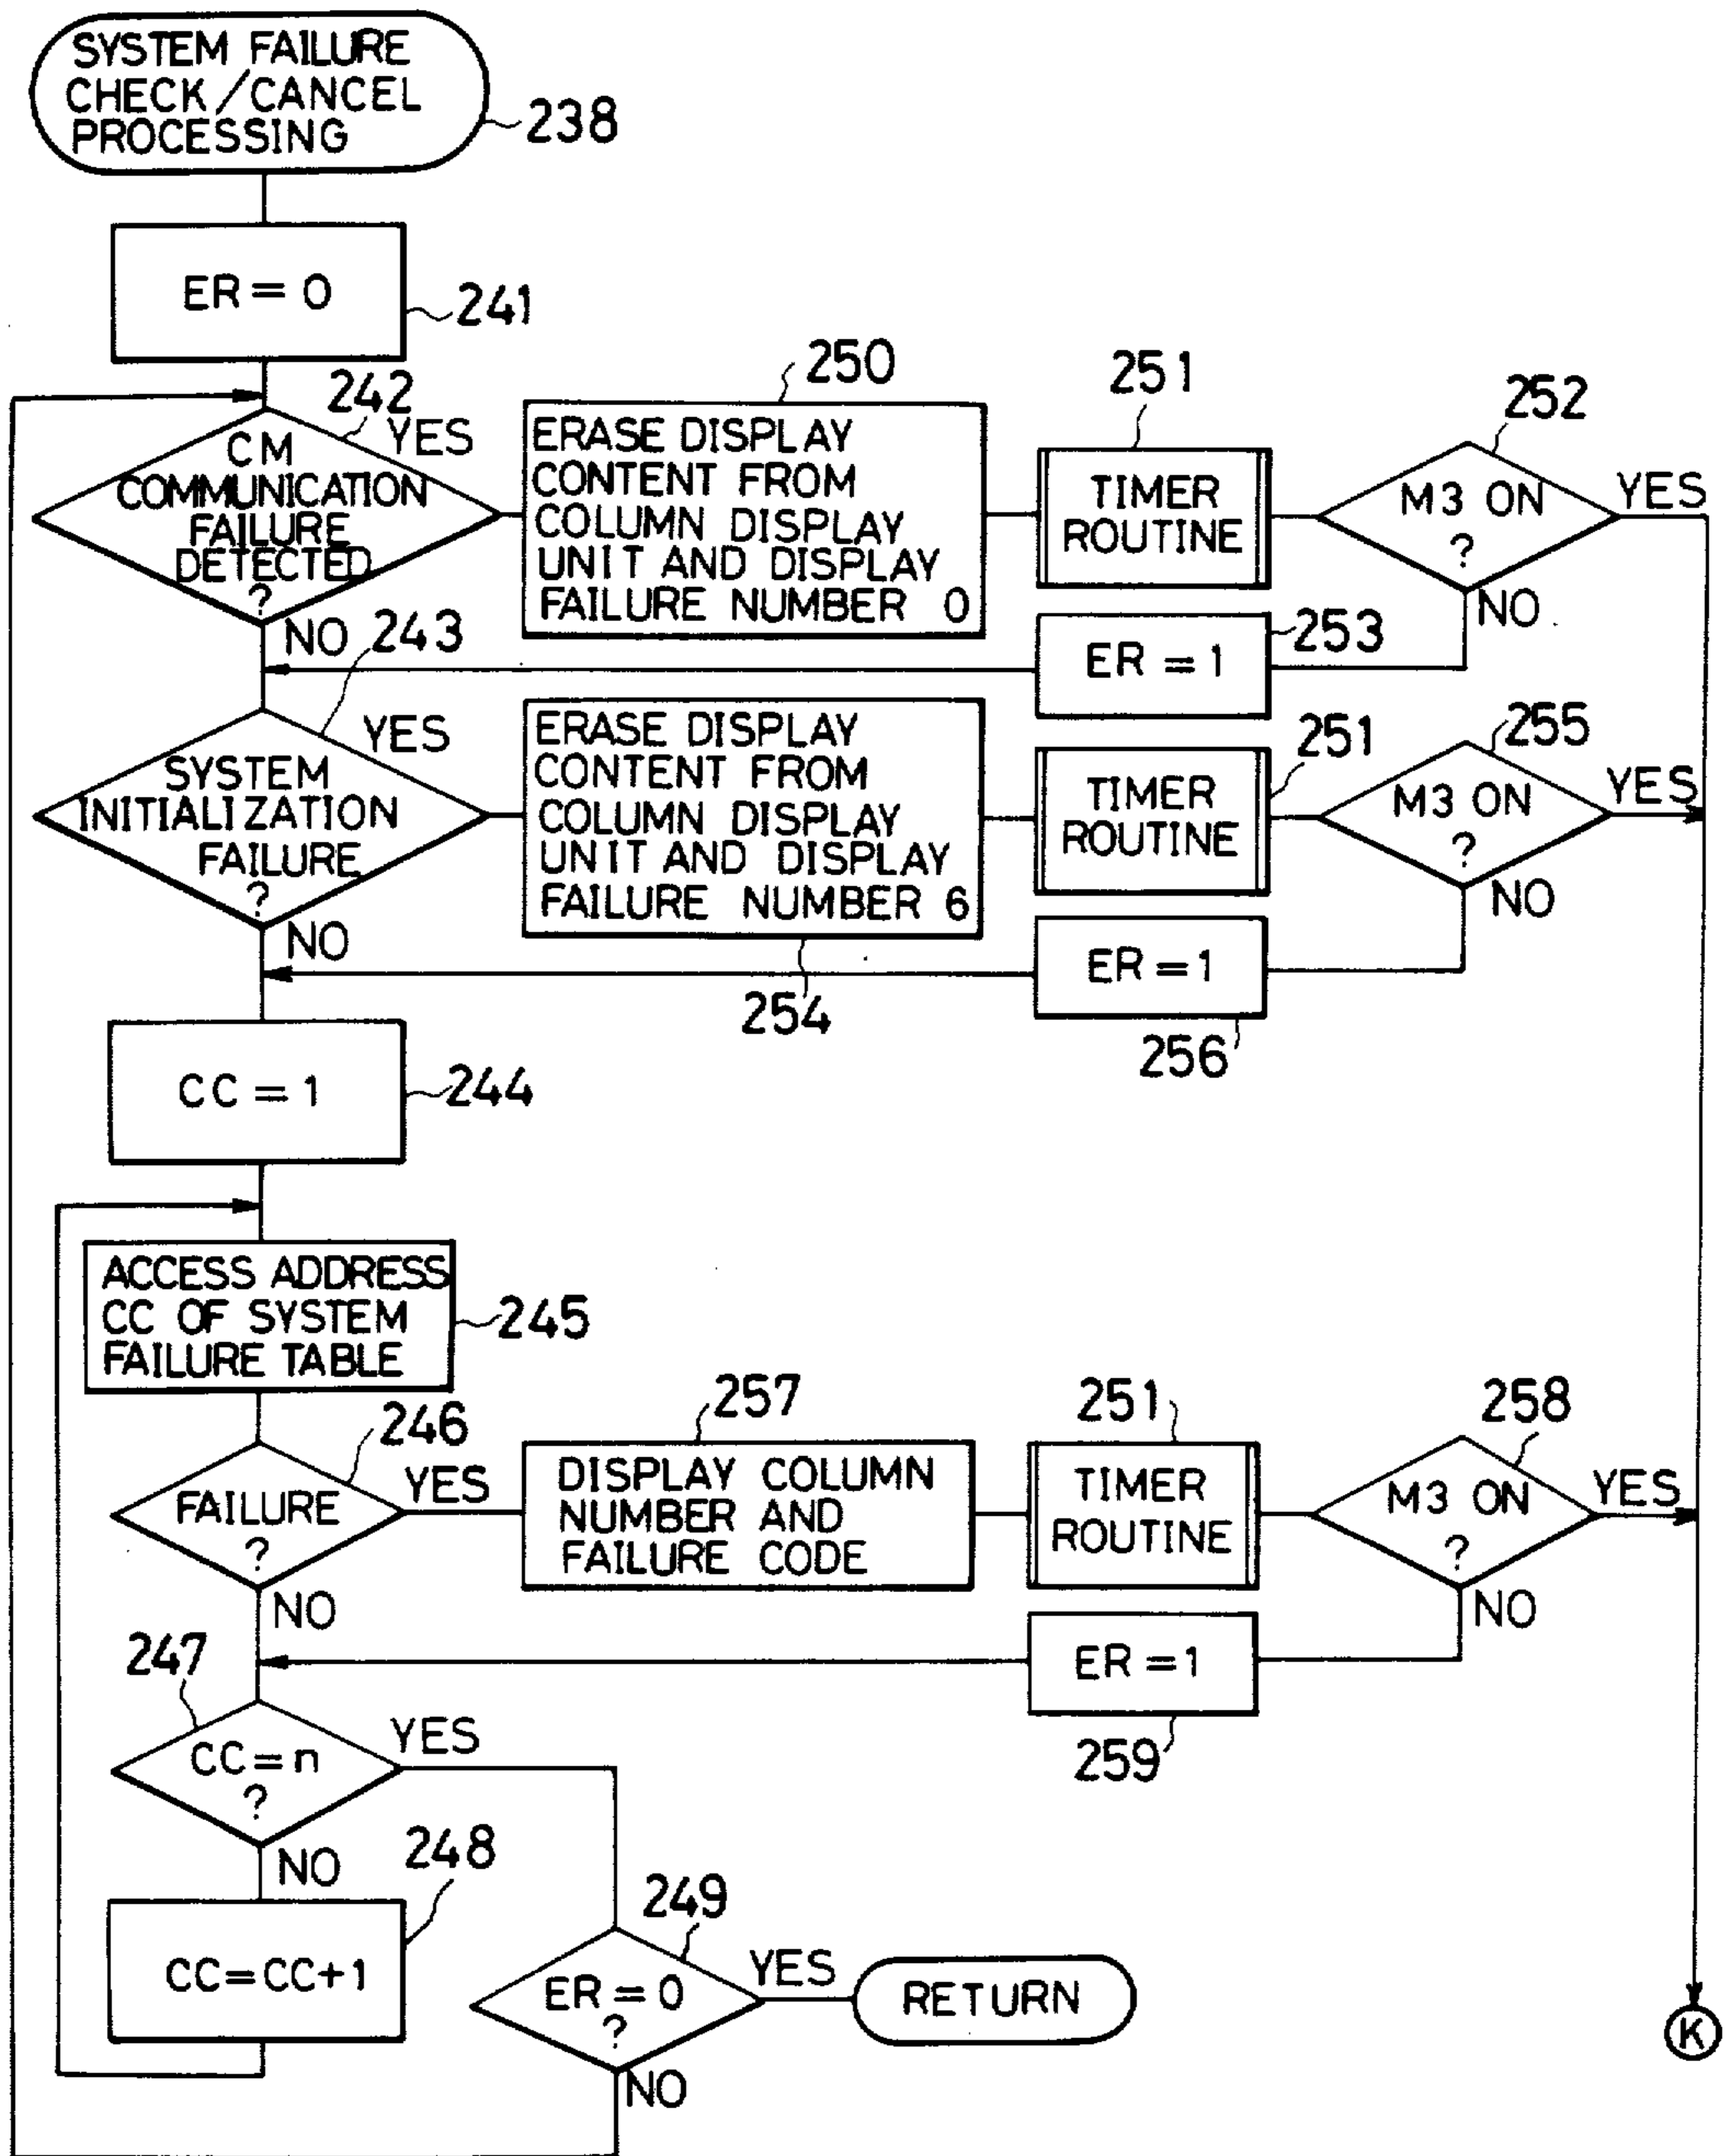 SYSTEM FAILURE
CHECK/CANCEL
PROCESSING
238
ER = 0
241
242
CM
COMMUNICATION
FAILURE
DETECTED
?
YES
NO
250
ERASE DISPLAY
CONTENT FROM
COLUMN DISPLAY
UNIT AND DISPLAY
FAILURE NUMBER 0
251
TIMER
ROUTINE
252
M3 ON
?
YES
NO
253
ER = 1
243
SYSTEM
INITIALIZATION
FAILURE
?
YES
NO
ERASE DISPLAY
CONTENT FROM
COLUMN DISPLAY
UNIT AND DISPLAY
FAILURE NUMBER 6
254
251
TIMER
ROUTINE
255
M3 ON
?
YES
NO
ER = 1
256
CC = 1
244
ACCESS ADDRESS
CC OF SYSTEM
FAILURE TABLE
245
246
FAILURE
?
YES
NO
257
DISPLAY COLUMN
NUMBER AND
FAILURE CODE
251
TIMER
ROUTINE
258
M3 ON
?
YES
NO
ER = 1
259
247
CC = n
?
YES
NO
248
CC=CC+1
249
ER = 0
?
YES
NO
RETURN
K